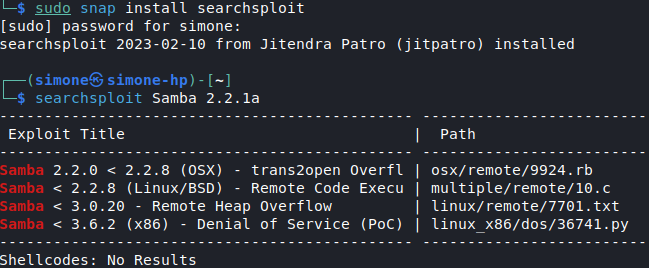 └─$ sudo snap install searchsploit
[sudo] password for simone:
searchsploit 2023-02-10 from Jitendra Patro (jitpatro) installed
┌──(simone㉿simone-hp)-[~]
└─$ searchsploit Samba 2.2.1a
---------------------------------------------- ---------------------------------
Exploit Title | Path
---------------------------------------------- ---------------------------------
Samba 2.2.0 < 2.2.8 (OSX) - trans2open Overfl | osx/remote/9924.rb
Samba < 2.2.8 (Linux/BSD) - Remote Code Execu | multiple/remote/10.c
Samba < 3.0.20 - Remote Heap Overflow | linux/remote/7701.txt
Samba < 3.6.2 (x86) - Denial of Service (PoC) | linux_x86/dos/36741.py
---------------------------------------------- ---------------------------------
Shellcodes: No Results